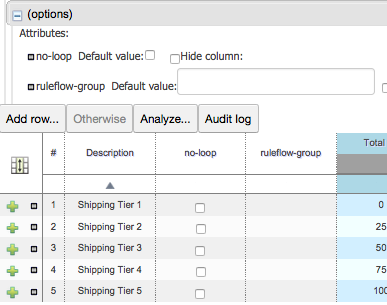 (options)
Attributes:
no-loop Default value: Hide column:
ruleflow-group Default value:
Add row... Otherwise Analyze... Audit log
# Description no-loop ruleflow-group Total
1 Shipping Tier 1 0
2 Shipping Tier 2 25
3 Shipping Tier 3 50
4 Shipping Tier 4 75
5 Shipping Tier 5 100